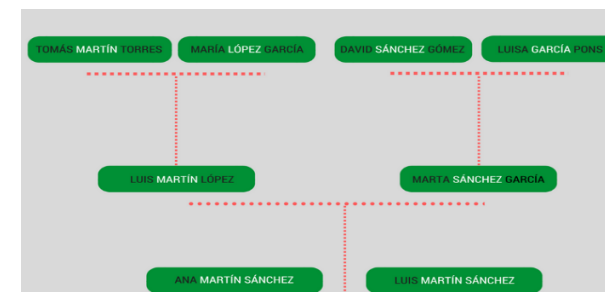 TOMÁS MARTÍN TORRES
MARÍA LÓPEZ GARCÍA
DAVID SÁNCHEZ GÓMEZ
LUISA GARCÍA PONS
LUIS MARTÍN LÓPEZ
MARTA SÁNCHEZ GARCÍA
ANA MARTÍN SÁNCHEZ
LUIS MARTÍN SÁNCHEZ